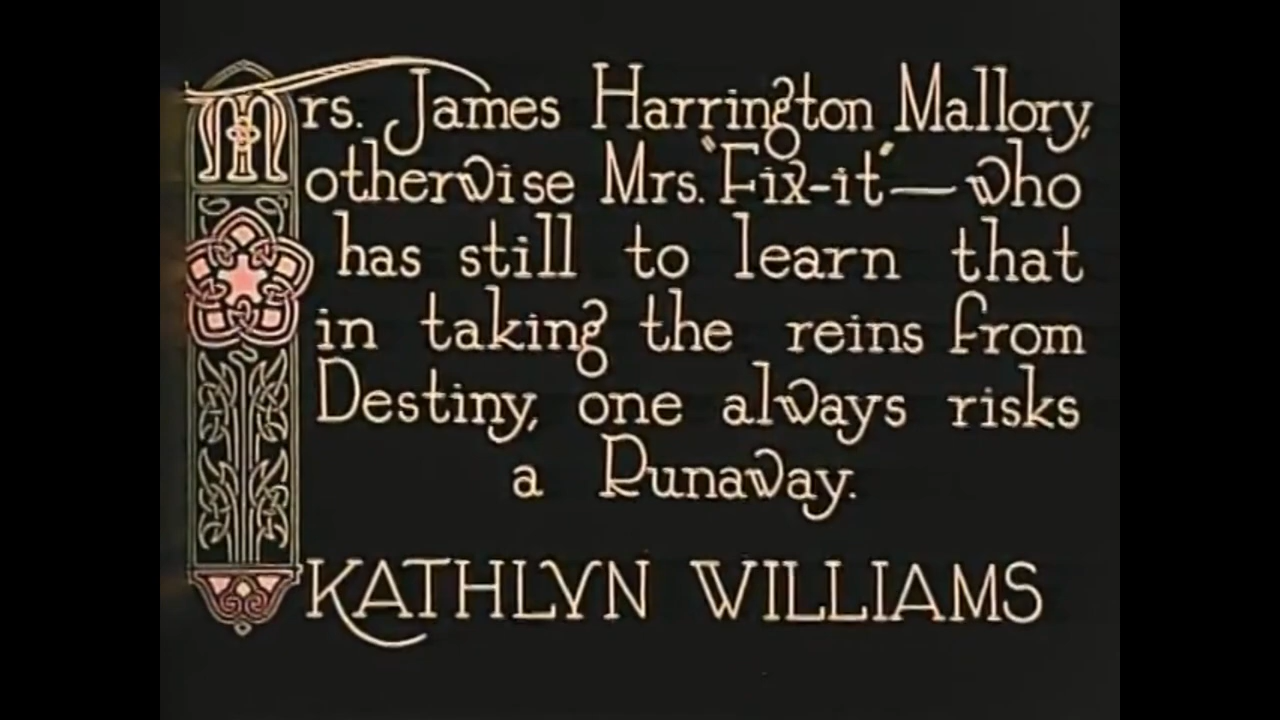 Mrs. James Harrington Mallory,
otherwise Mrs. "Fix-it" — who
has still to learn that
in taking the reins from
Destiny, one always risks
a Runaway.
KATHLYN WILLIAMS